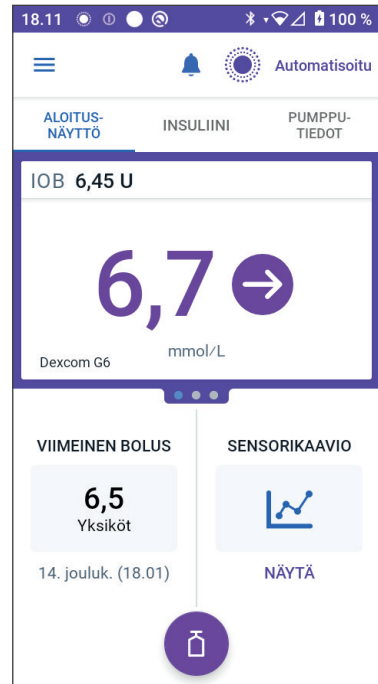 18.11 100 %
Automatisoitu
ALOITUS-
NÄYTTÖ
INSULIINI
PUMPPU-
TIEDOT
IOB 6,45 U
6,7
mmol/L
Dexcom G6
VIIMEINEN BOLUS
6,5
Yksiköt
14. jouluk. (18.01)
SENSORIKAAVIO
NÄYTÄ